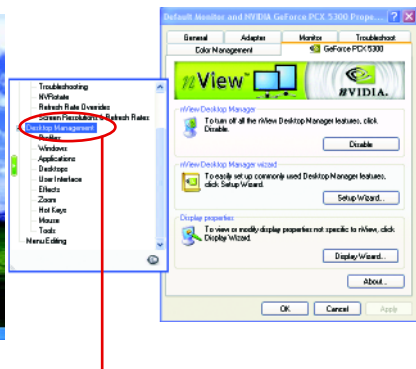 Default Monitor and NVIDIA GeForce PCX 5300 Prope...
General
Adapter
Monitor
Troubleshoot
Color Management
GeForce PCX 5300
nView™
NVIDIA.
nView Desktop Manager
To turn off all the nView Desktop Manager features, click
Disable.
Disable
nView Desktop Manager wizard
To easily set up commonly used Desktop Manager features,
click Setup Wizard.
Setup Wizard...
Display properties
To view or modify display properties not specific to nView, click
Display Wizard.
Display Wizard...
About...
OK
Cancel
Apply
Troubleshooting
NVRotate
Refresh Rate Overrides
Screen Resolutions & Refresh Rates
Desktop Management
Profiles
Windows
Applications
Desktops
User Interface
Effects
Zoom
Hot Keys
Mouse
Tools
Menu Editing